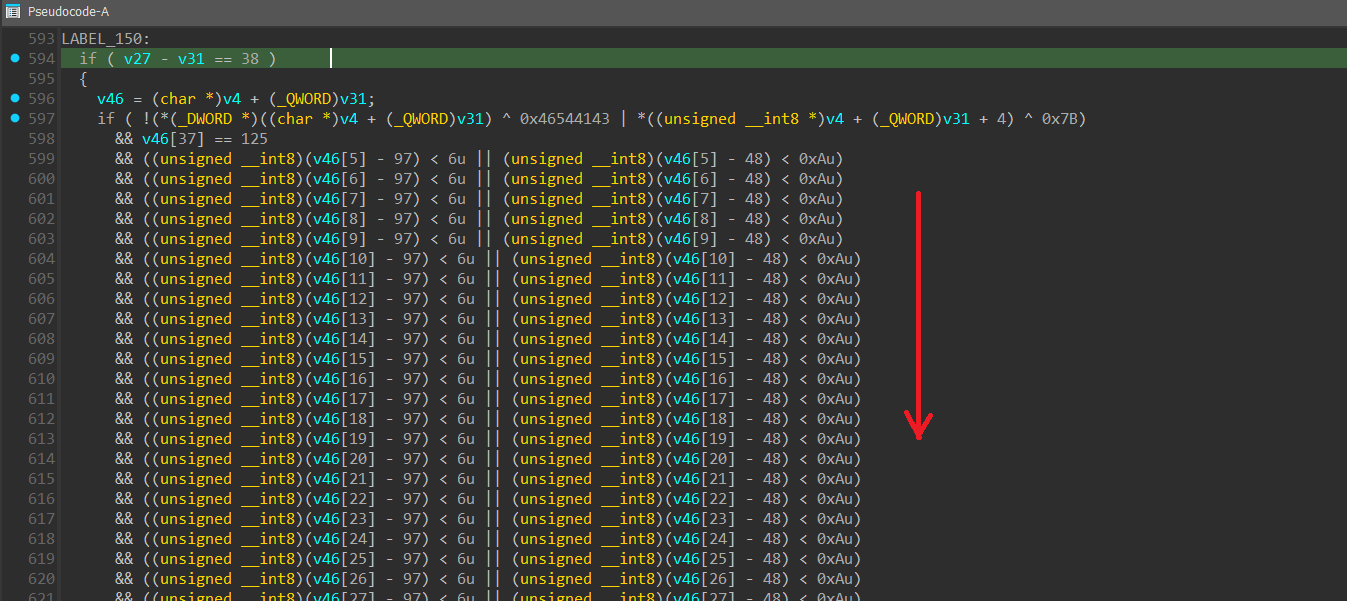 Pseudocode-A
593 LABEL_150:
594 if ( v27 - v31 == 38 )
595 {
596 v46 = (char *)v4 + (_QWORD)v31;
597 if ( !(*(_DWORD *)((char *)v4 + (_QWORD)v31) ^ 0x46544143 | *((unsigned __int8 *)v4 + (_QWORD)v31 + 4) ^ 0x7B)
598 && v46[37] == 125
599 && ((unsigned __int8)(v46[5] - 97) < 6u || (unsigned __int8)(v46[5] - 48) < 0xAu)
600 && ((unsigned __int8)(v46[6] - 97) < 6u || (unsigned __int8)(v46[6] - 48) < 0xAu)
601 && ((unsigned __int8)(v46[7] - 97) < 6u || (unsigned __int8)(v46[7] - 48) < 0xAu)
602 && ((unsigned __int8)(v46[8] - 97) < 6u || (unsigned __int8)(v46[8] - 48) < 0xAu)
603 && ((unsigned __int8)(v46[9] - 97) < 6u || (unsigned __int8)(v46[9] - 48) < 0xAu)
604 && ((unsigned __int8)(v46[10] - 97) < 6u || (unsigned __int8)(v46[10] - 48) < 0xAu)
605 && ((unsigned __int8)(v46[11] - 97) < 6u || (unsigned __int8)(v46[11] - 48) < 0xAu)
606 && ((unsigned __int8)(v46[12] - 97) < 6u || (unsigned __int8)(v46[12] - 48) < 0xAu)
607 && ((unsigned __int8)(v46[13] - 97) < 6u || (unsigned __int8)(v46[13] - 48) < 0xAu)
608 && ((unsigned __int8)(v46[14] - 97) < 6u || (unsigned __int8)(v46[14] - 48) < 0xAu)
609 && ((unsigned __int8)(v46[15] - 97) < 6u || (unsigned __int8)(v46[15] - 48) < 0xAu)
610 && ((unsigned __int8)(v46[16] - 97) < 6u || (unsigned __int8)(v46[16] - 48) < 0xAu)
611 && ((unsigned __int8)(v46[17] - 97) < 6u || (unsigned __int8)(v46[17] - 48) < 0xAu)
612 && ((unsigned __int8)(v46[18] - 97) < 6u || (unsigned __int8)(v46[18] - 48) < 0xAu)
613 && ((unsigned __int8)(v46[19] - 97) < 6u || (unsigned __int8)(v46[19] - 48) < 0xAu)
614 && ((unsigned __int8)(v46[20] - 97) < 6u || (unsigned __int8)(v46[20] - 48) < 0xAu)
615 && ((unsigned __int8)(v46[21] - 97) < 6u || (unsigned __int8)(v46[21] - 48) < 0xAu)
616 && ((unsigned __int8)(v46[22] - 97) < 6u || (unsigned __int8)(v46[22] - 48) < 0xAu)
617 && ((unsigned __int8)(v46[23] - 97) < 6u || (unsigned __int8)(v46[23] - 48) < 0xAu)
618 && ((unsigned __int8)(v46[24] - 97) < 6u || (unsigned __int8)(v46[24] - 48) < 0xAu)
619 && ((unsigned __int8)(v46[25] - 97) < 6u || (unsigned __int8)(v46[25] - 48) < 0xAu)
620 && ((unsigned __int8)(v46[26] - 97) < 6u || (unsigned __int8)(v46[26] - 48) < 0xAu)
621 && ((unsigned __int8)(v46[27] - 97) < 6u || (unsigned __int8)(v46[27] - 48) < 0xAu)